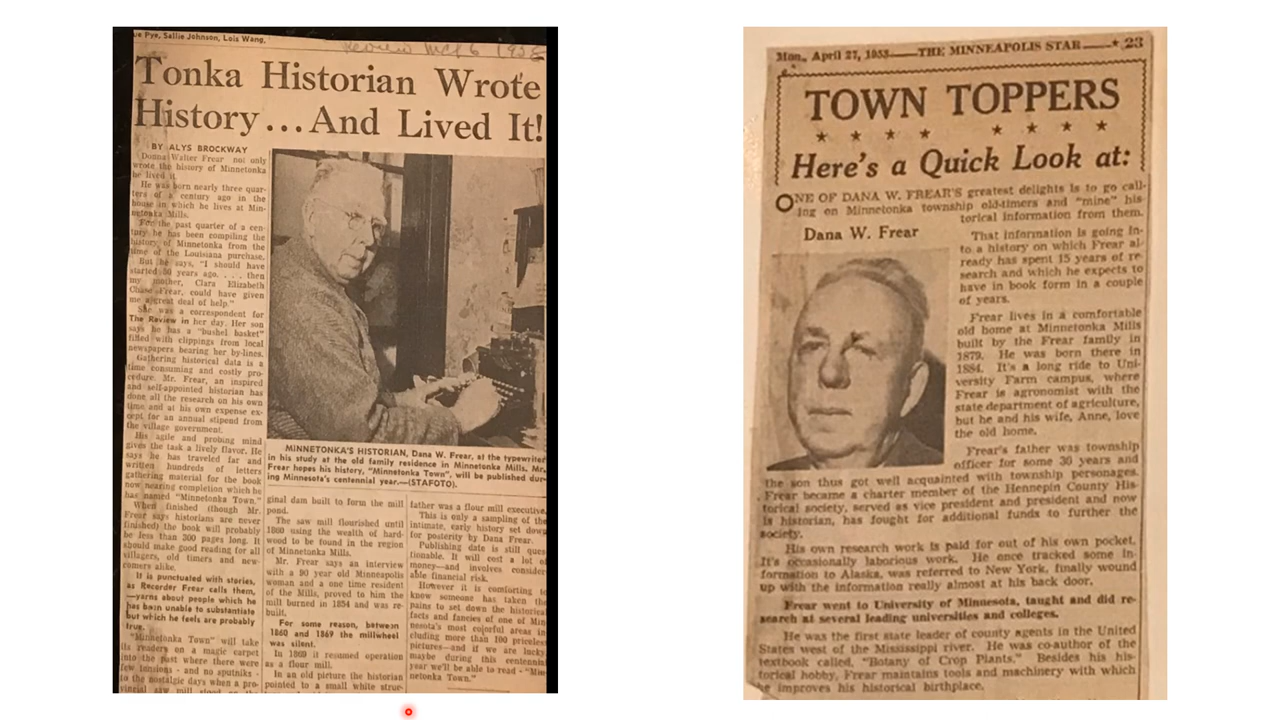 ue Pye, Sallie Johnson, Lois Wang,
Review Mch 6 1958
Tonka Historian Wrote
History...And Lived It!
BY ALYS BROCKWAY
Donna Walter Frear not only
wrote the history of Minnetonka
he lived it.
He was born nearly three quar-
ters of a century ago in the
house in which he lives at Min-
netonka Mills.
For the past quarter of a cen-
tury he has been compiling the
history of Minnetonka from the
time of the Louisiana purchase.
But he says, "I should have
started 50 years ago. . . . then
my mother, Clara Elizabeth
Chase Frear, could have given
me a great deal of help."
She was a correspondent for
The Review in her day. Her son
says he has a "bushel basket"
filled with clippings from local
newspapers bearing her by-lines.
Gathering historical data is a
time consuming and costly pro-
cedure. Mr. Frear, an inspired
and self-appointed historian has
done all the research on his own
time and at his own expense ex-
cept for an annual stipend from
the village government.
His agile and probing mind
gives the task a lively flavor. He
says he has traveled far and
written hundreds of letters
gathering material for the book
now nearing completion which he
has named "Minnetonka Town."
When finished (though Mr.
Frear says historians are never
finished) the book will probably
be less than 300 pages long. It
should make good reading for all
villagers, old timers and new-
comers alike.
It is punctuated with stories,
as Recorder Frear calls them,
—yarns about people which he
has been unable to substantiate
but which he feels are probably
true.
"Minnetonka Town" will take
its readers on a magic carpet
into the past where there were
few tensions - and no sputniks -
to the nostalgic days when a pro-
vincial saw mill stood on the
MINNETONKA'S HISTORIAN, Dana W. Frear, at the typewriter
in his study at the old family residence in Minnetonka Mills. Mr.
Frear hopes his history, "Minnetonka Town", will be published dur-
ing Minnesota's centennial year.—(STAFOTO).
ginal dam built to form the mill
pond.
The saw mill flourished until
1860 using the wealth of hard-
wood to be found in the region
of Minnetonka Mills.
Mr. Frear says an interview
with a 90 year old Minneapolis
woman and a one time resident
of the Mills, proved to him the
mill burned in 1854 and was re-
built.
For some reason, between
1860 and 1869 the millwheel
was silent.
In 1869 it resumed operation
as a flour mill.
In an old picture the historian
pointed to a small white struc-
father was a flour mill executive.
This is only a sampling of the
intimate, early history set down
for posterity by Dana Frear.
Publishing date is still ques-
tionable. It will cost a lot of
money—and involves consider-
able financial risk.
However it is comforting to
know someone has taken the
pains to set down the historical
facts and fancies of one of Min-
nesota's most colorful areas in
cluding more than 100 priceless
pictures—and if we are lucky
maybe during this centennial
year we'll be able to read - "Min-
netonka Town."
Mon., April 27, 1953——THE MINNEAPOLIS STAR——★ 23
TOWN TOPPERS
★ ★ ★ ★ ★ ★ ★ ★
Here's a Quick Look at:
ONE OF DANA W. FREAR'S greatest delights is to go call-
ing on Minnetonka township old-timers and "mine" his-
torical information from them.
Dana W. Frear
That information is going in-
to a history on which Frear al-
ready has spent 15 years of re-
search and which he expects to
have in book form in a couple
of years.
Frear lives in a comfortable
old home at Minnetonka Mills
built by the Frear family in
1879. He was born there in
1884. It's a long ride to Uni-
versity Farm campus, where
Frear is agronomist with the
state department of agriculture,
but he and his wife, Anne, love
the old home.
Frear's father was township
officer for some 30 years and
the son thus got well acquainted with township personages.
Frear became a charter member of the Hennepin County His-
torical society, served as vice president and president and now
is historian, has fought for additional funds to further the
society.
His own research work is paid for out of his own pocket.
It's occasionally laborious work. He once tracked some in-
formation to Alaska, was referred to New York, finally wound
up with the information really almost at his back door.
Frear went to University of Minnesota, taught and did re-
search at several leading universities and colleges.
He was the first state leader of county agents in the United
States west of the Mississippi river. He was co-author of the
textbook called, "Botany of Crop Plants." Besides his his-
torical hobby, Frear maintains tools and machinery with which
he improves his historical birthplace.